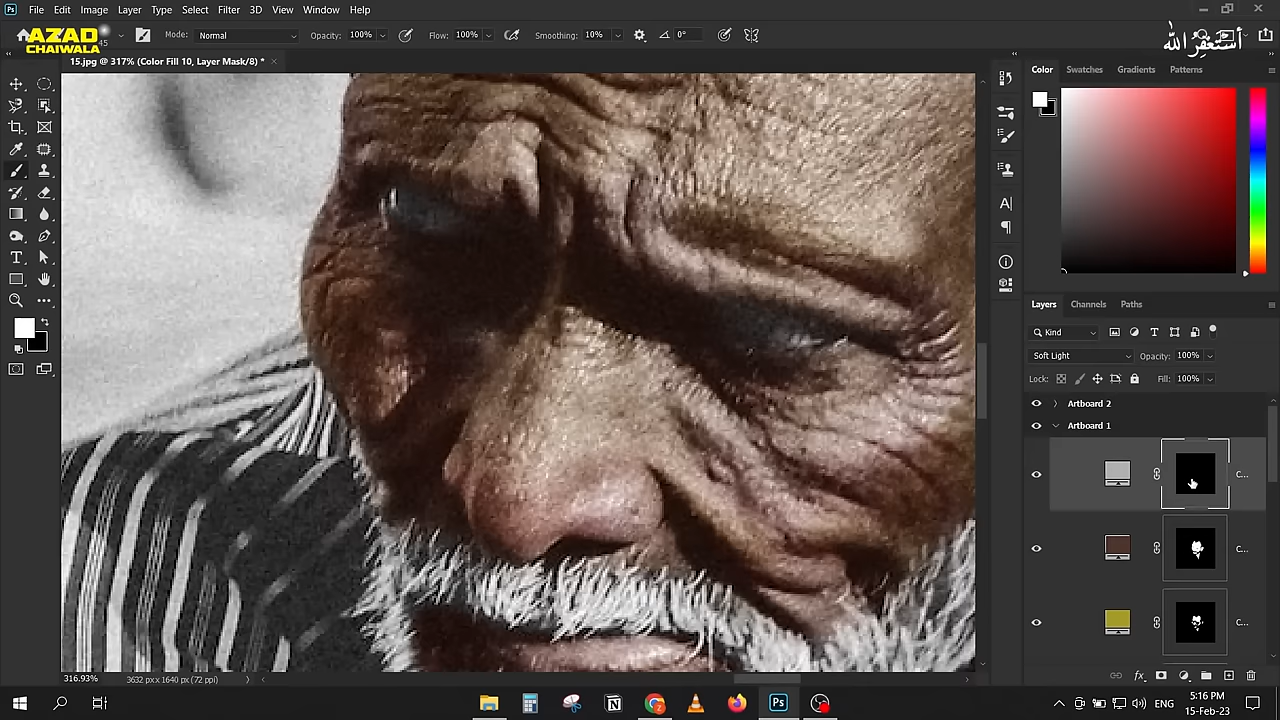 Ps File Edit Image Layer Type Select Filter 3D View Window Help
AZAD
CHAIWALA
45 Mode: Normal Opacity: 100% Flow: 100% Smoothing: 10% 0°
أستغفر الله
15.jpg @ 317% (Color Fill 10, Layer Mask/8) *
Color Swatches Gradients Patterns
Layers Channels Paths
Kind
Soft Light Opacity: 100%
Lock: Fill: 100%
Artboard 2
Artboard 1
C...
C...
C...
316.93% 3632 px x 1640 px (72 ppi)
ENG
5:16 PM
15-Feb-23